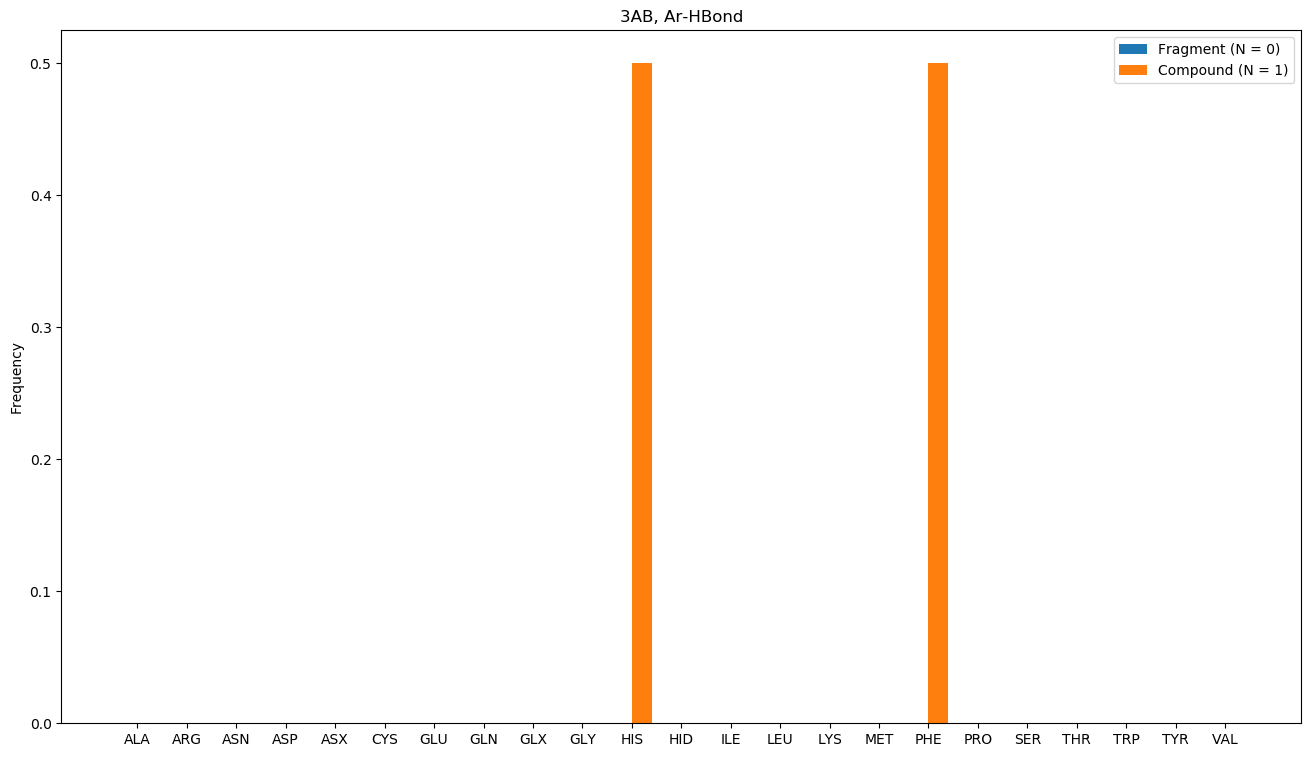 3AB, Ar-HBond
Fragment (N = 0)
Compound (N = 1)
Frequency
0.5
0.4
0.3
0.2
0.1
0.0
ALA ARG ASN ASP ASX CYS GLU GLN GLX GLY HIS HID ILE LEU LYS MET PHE PRO SER THR TRP TYR VAL